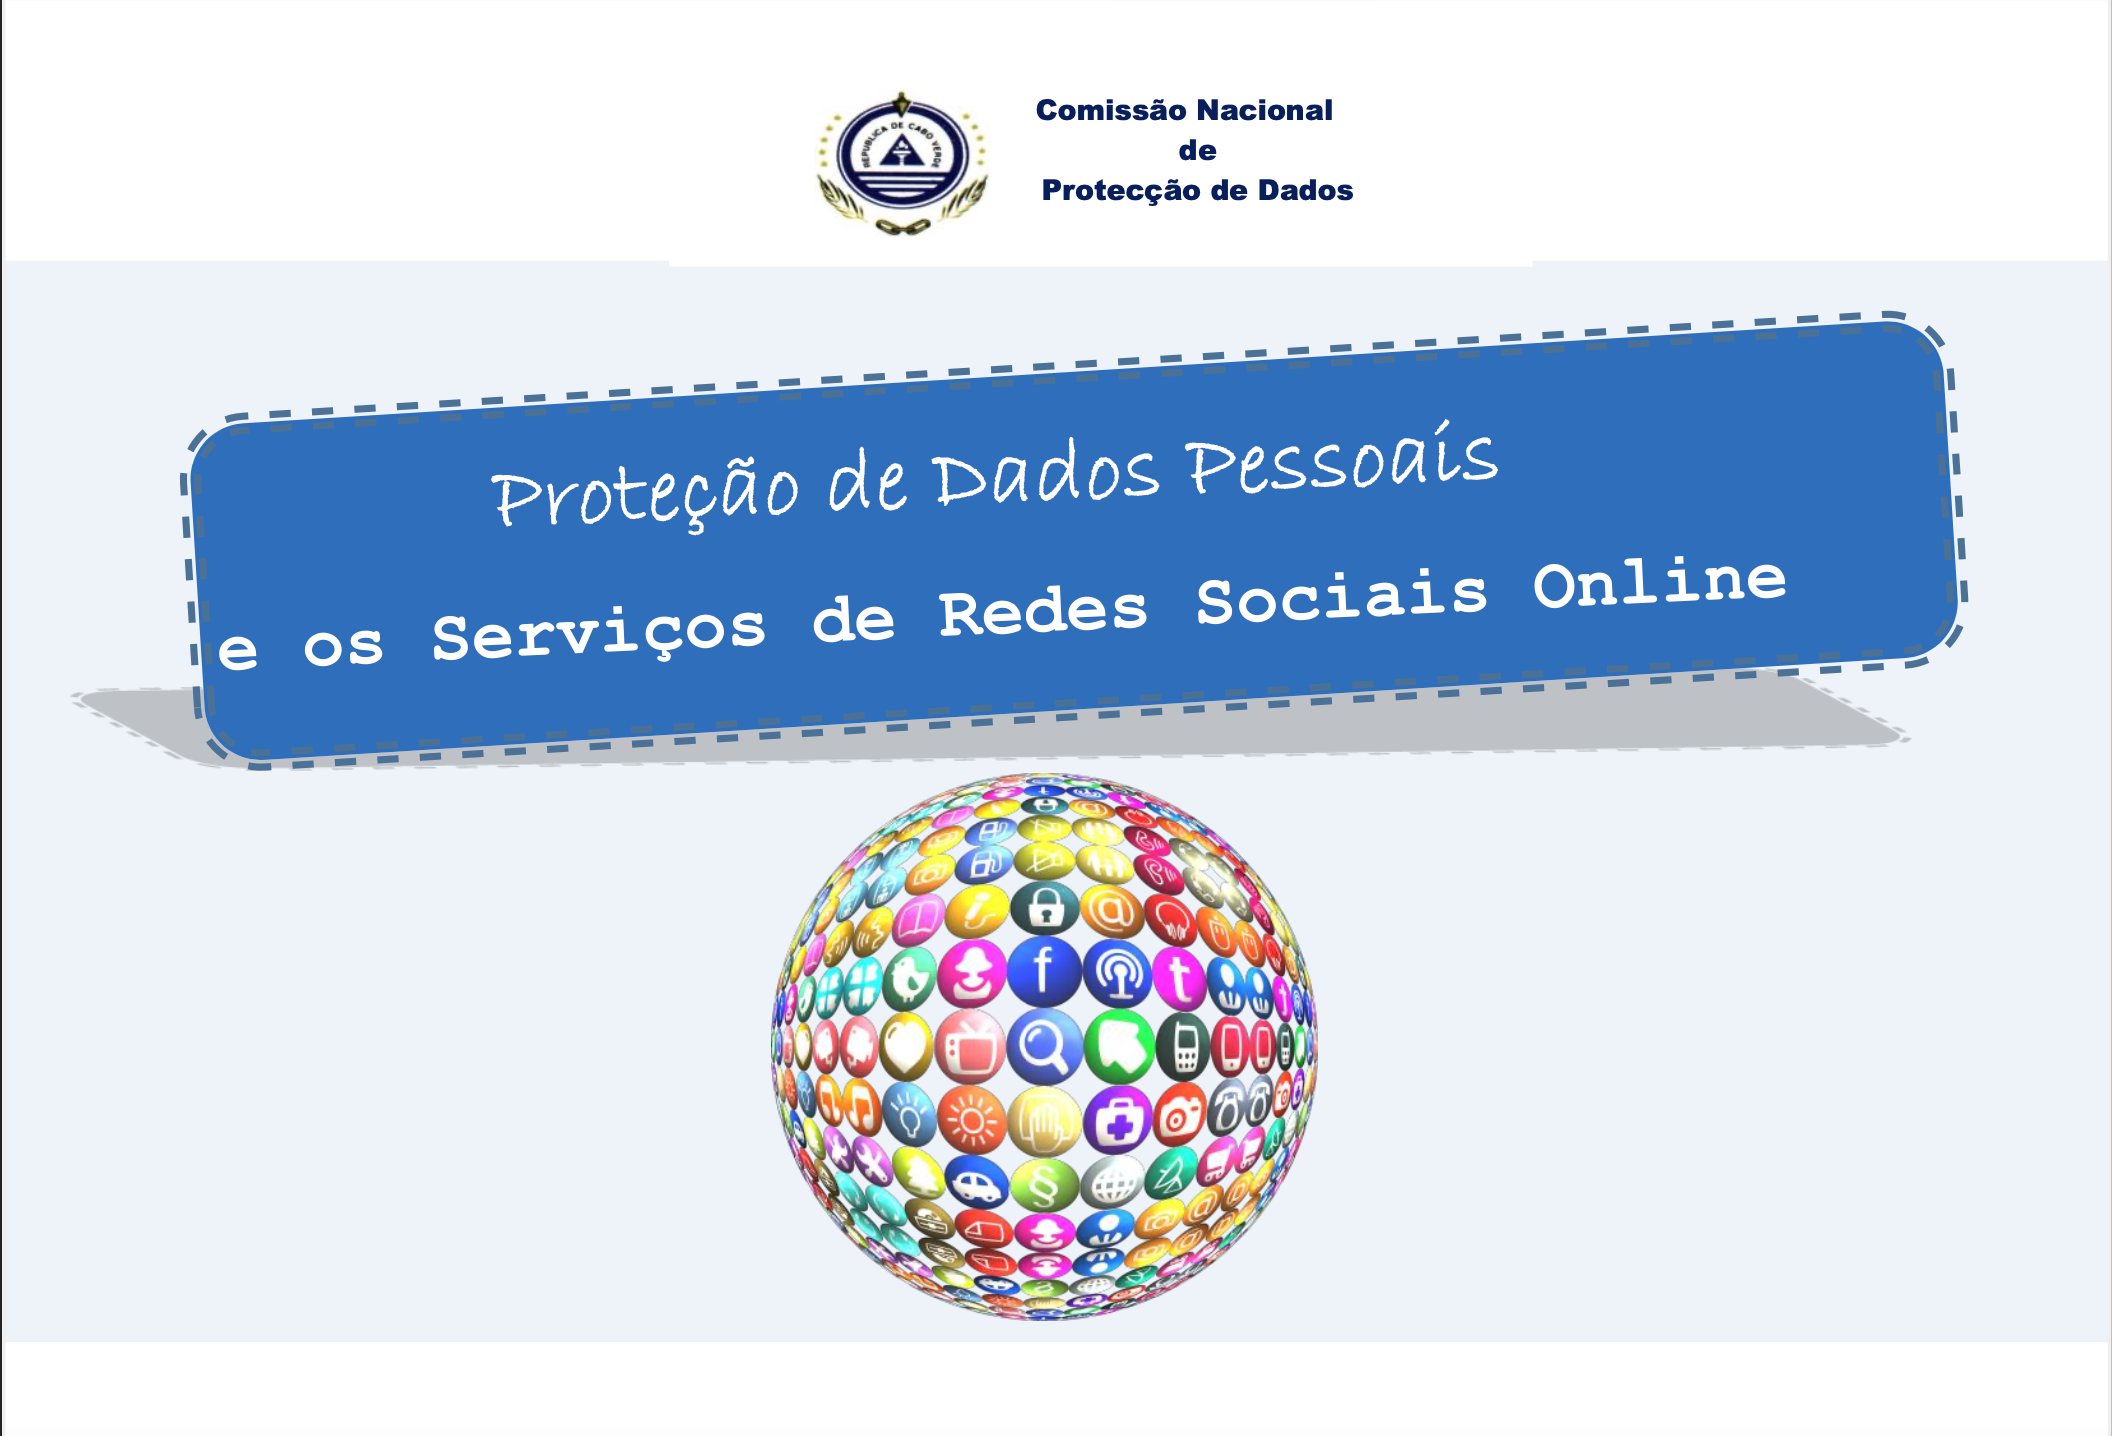 REPUBLICA DE CABO VERDE
Comissão Nacional
de
Protecção de Dados
Proteção de Dados Pessoais
e os Serviços de Redes Sociais Online